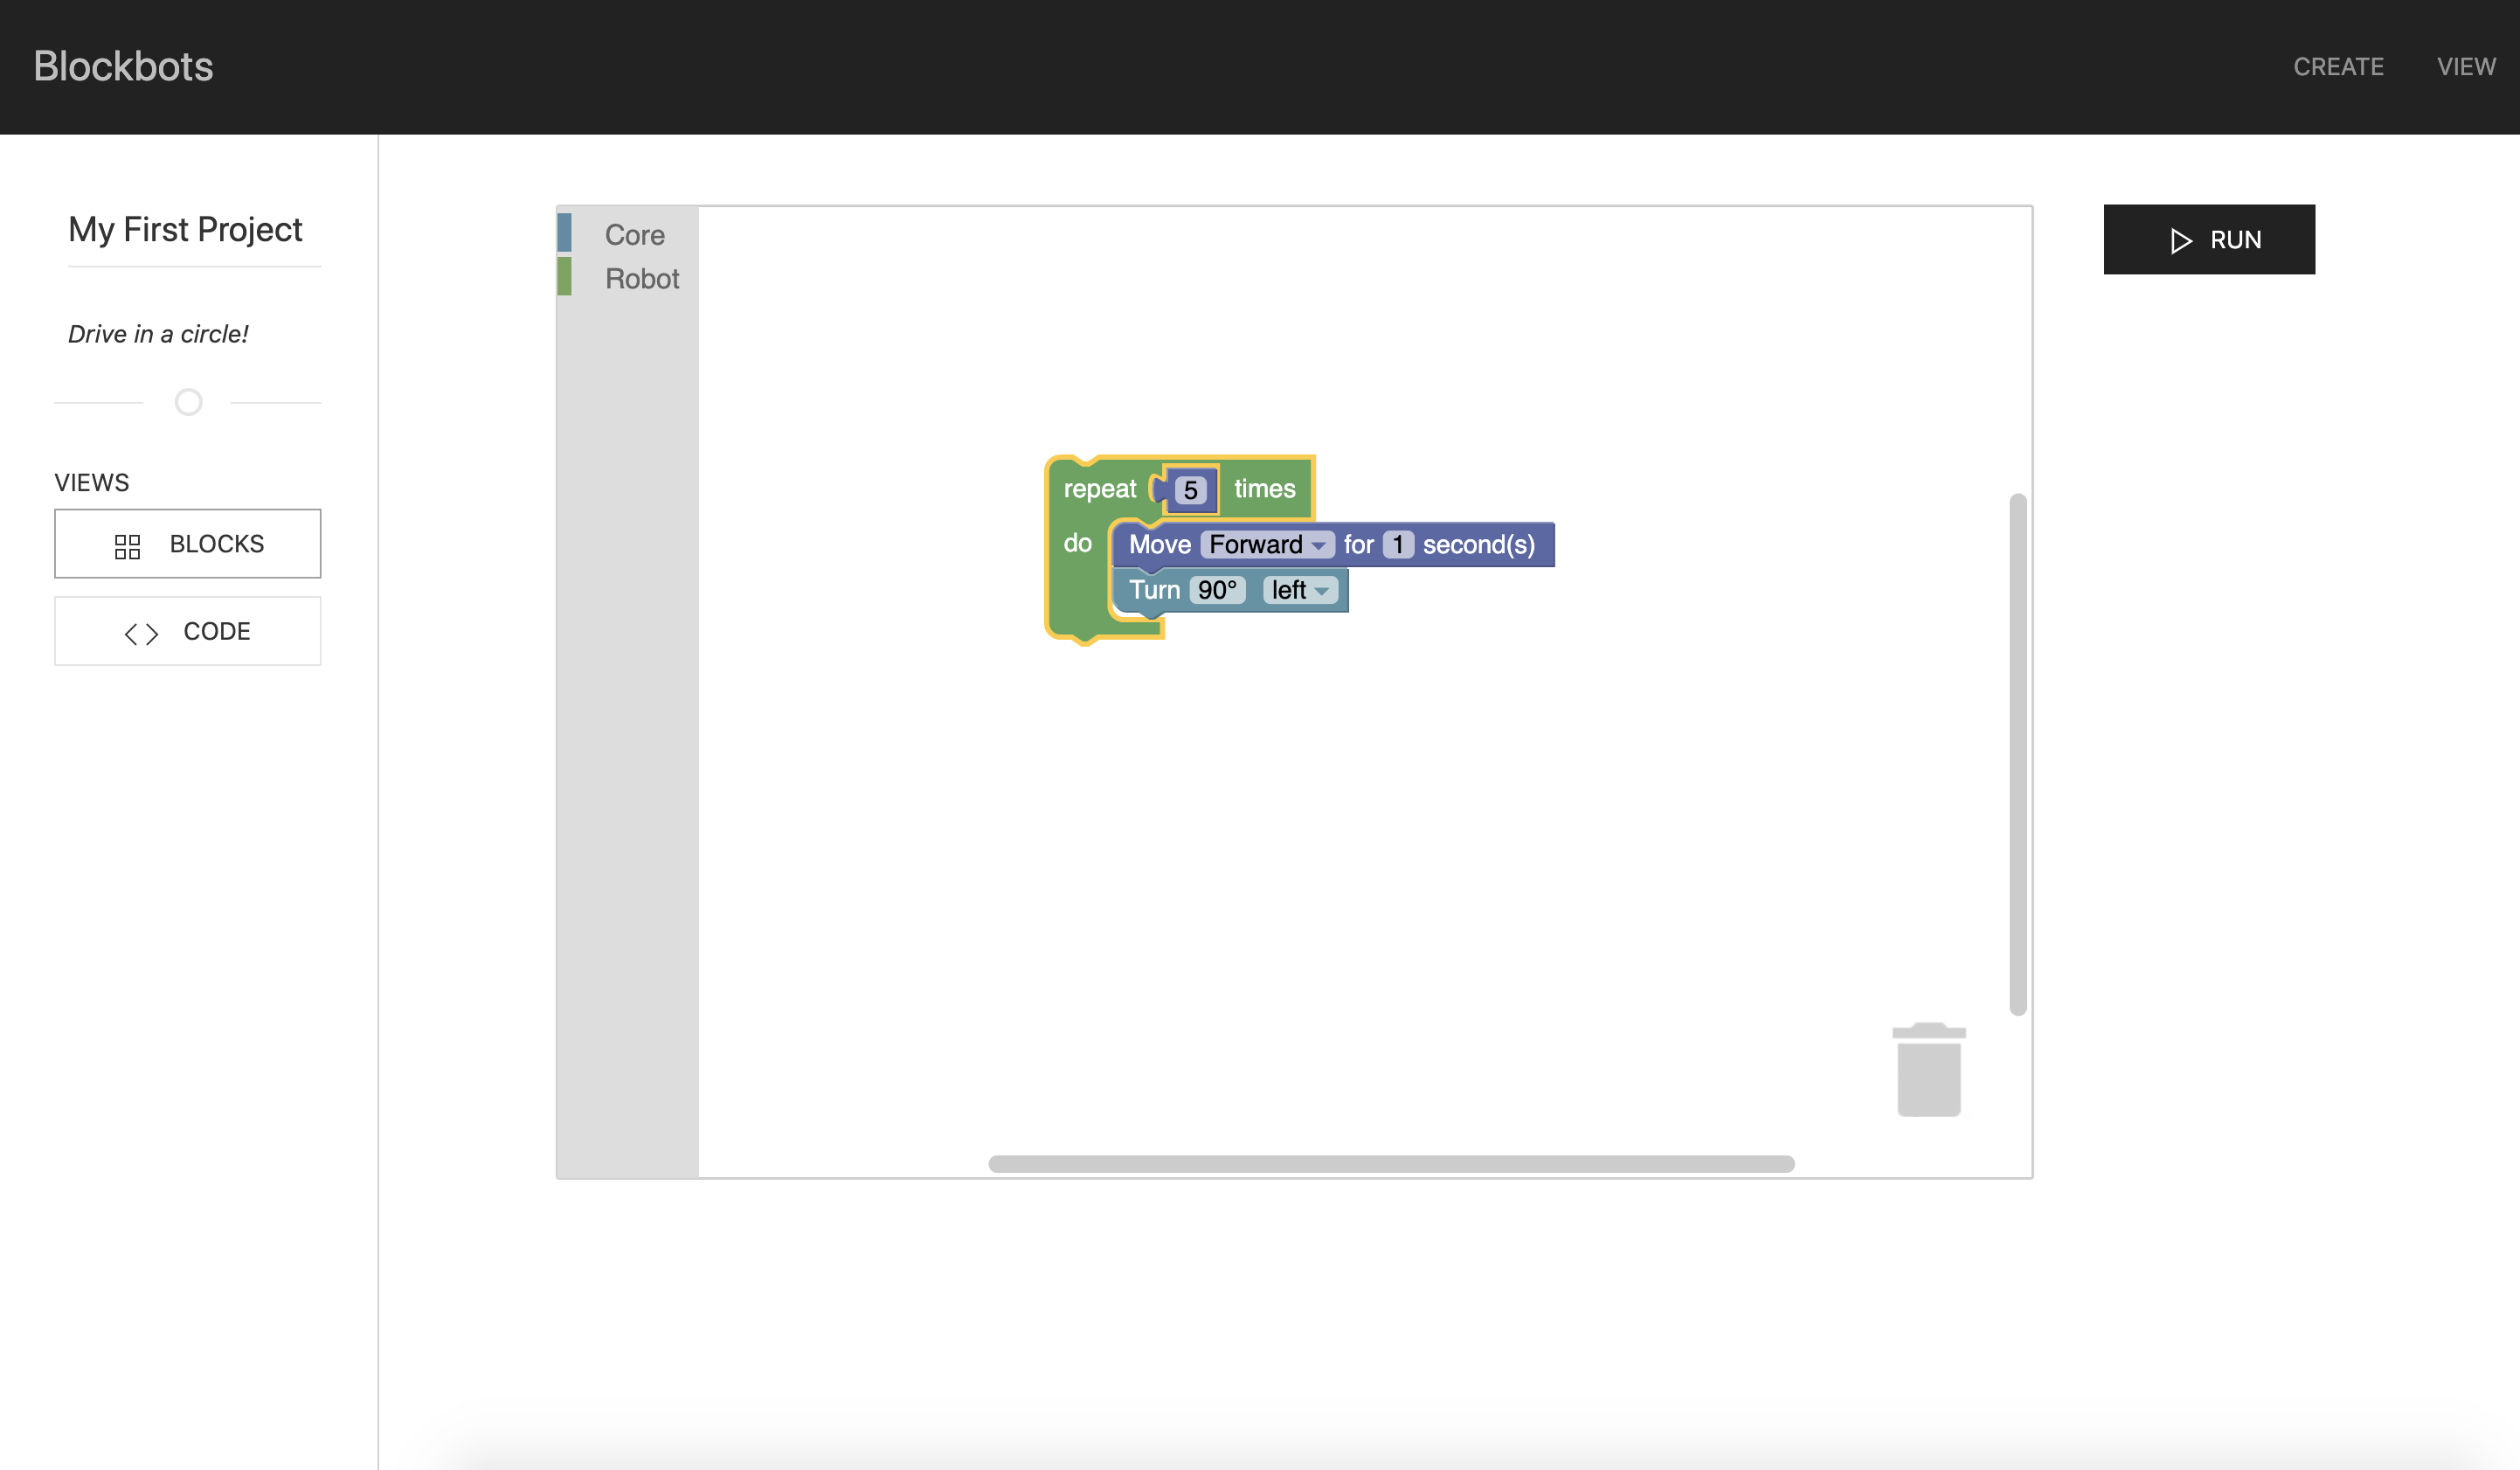 Blockbots
CREATE
VIEW
My First Project
Drive in a circle!
VIEWS
BLOCKS
CODE
Core
Robot
repeat 5 times
do Move Forward for 1 second(s)
Turn 90° left
RUN